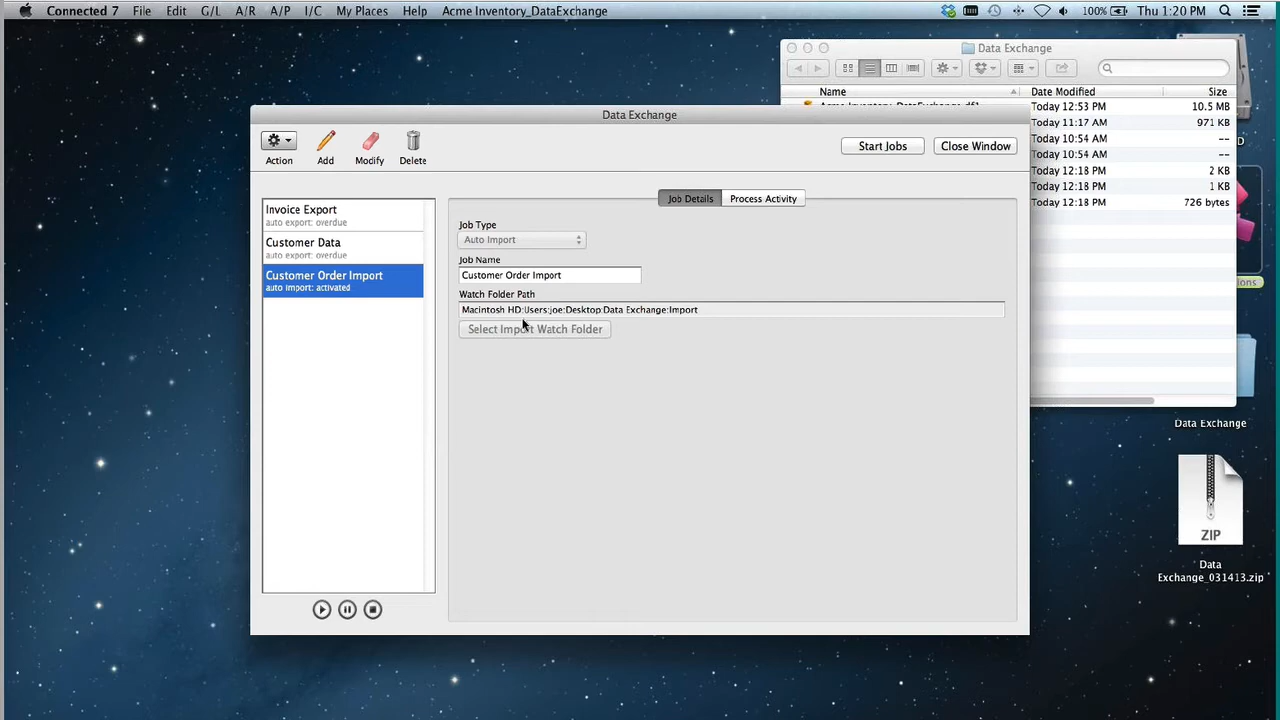 Connected 7 File Edit G/L A/R A/P I/C My Places Help Acme Inventory_DataExchange 100% Thu 1:20 PM
Data Exchange
Name Date Modified Size
Today 12:53 PM 10.5 MB
Today 11:17 AM 971 KB
Today 10:54 AM --
Today 10:54 AM --
Today 12:18 PM 2 KB
Today 12:18 PM 1 KB
Today 12:18 PM 726 bytes
Data Exchange
Action Add Modify Delete
Start Jobs Close Window
Invoice Export
auto export: overdue
Customer Data
auto export: overdue
Customer Order Import
auto import: activated
Job Details Process Activity
Job Type
Auto Import
Job Name
Customer Order Import
Watch Folder Path
Macintosh HD:Users:joe:Desktop:Data Exchange:Import
Select Import Watch Folder
Data Exchange
ZIP
Data
Exchange_031413.zip